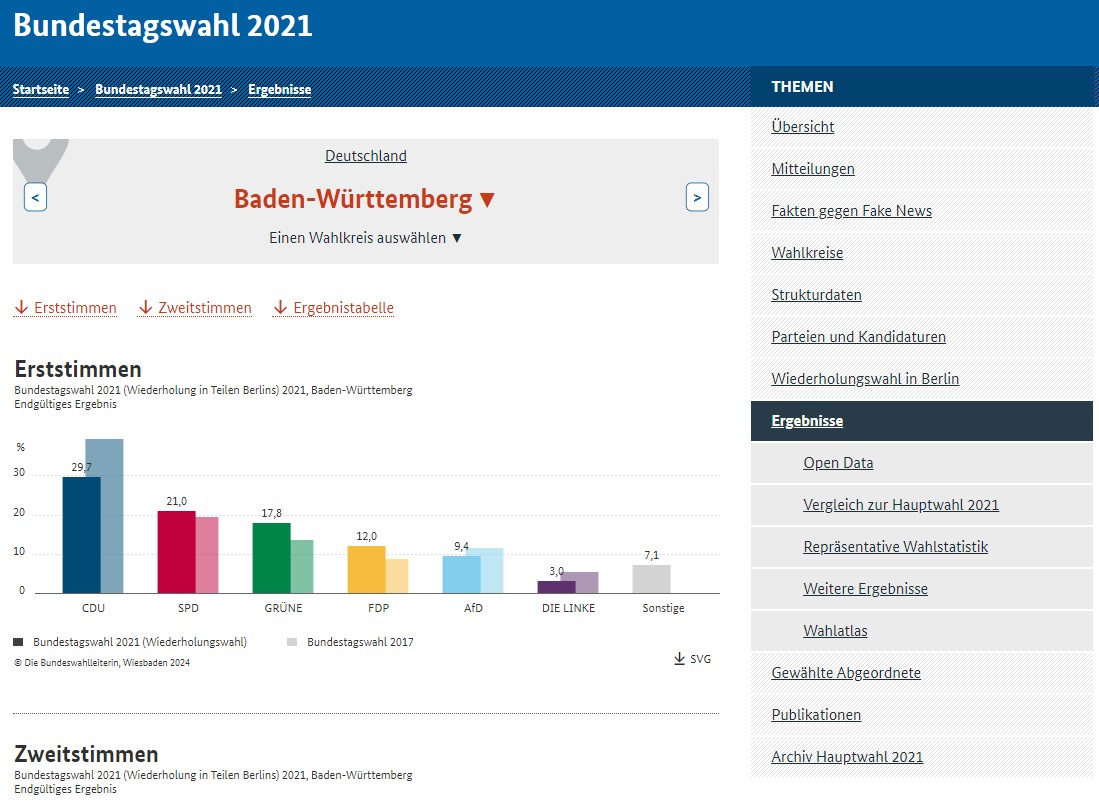 Bundestagswahl 2021
Startseite > Bundestagswahl 2021 > Ergebnisse
Deutschland
<
Baden-Württemberg ▼
>
Einen Wahlkreis auswählen ▼
↓ Erststimmen ↓ Zweitstimmen ↓ Ergebnistabelle
Erststimmen
Bundestagswahl 2021 (Wiederholung in Teilen Berlins) 2021, Baden-Württemberg
Endgültiges Ergebnis
%
30
20
10
0
29,7
21,0
17,8
12,0
9,4
3,0
7,1
CDU SPD GRÜNE FDP AfD DIE LINKE Sonstige
Bundestagswahl 2021 (Wiederholungswahl) Bundestagswahl 2017
© Die Bundeswahlleiterin, Wiesbaden 2024
SVG
Zweitstimmen
Bundestagswahl 2021 (Wiederholung in Teilen Berlins) 2021, Baden-Württemberg
Endgültiges Ergebnis
THEMEN
Übersicht
Mitteilungen
Fakten gegen Fake News
Wahlkreise
Strukturdaten
Parteien und Kandidaturen
Wiederholungswahl in Berlin
Ergebnisse
Open Data
Vergleich zur Hauptwahl 2021
Repräsentative Wahlstatistik
Weitere Ergebnisse
Wahlatlas
Gewählte Abgeordnete
Publikationen
Archiv Hauptwahl 2021